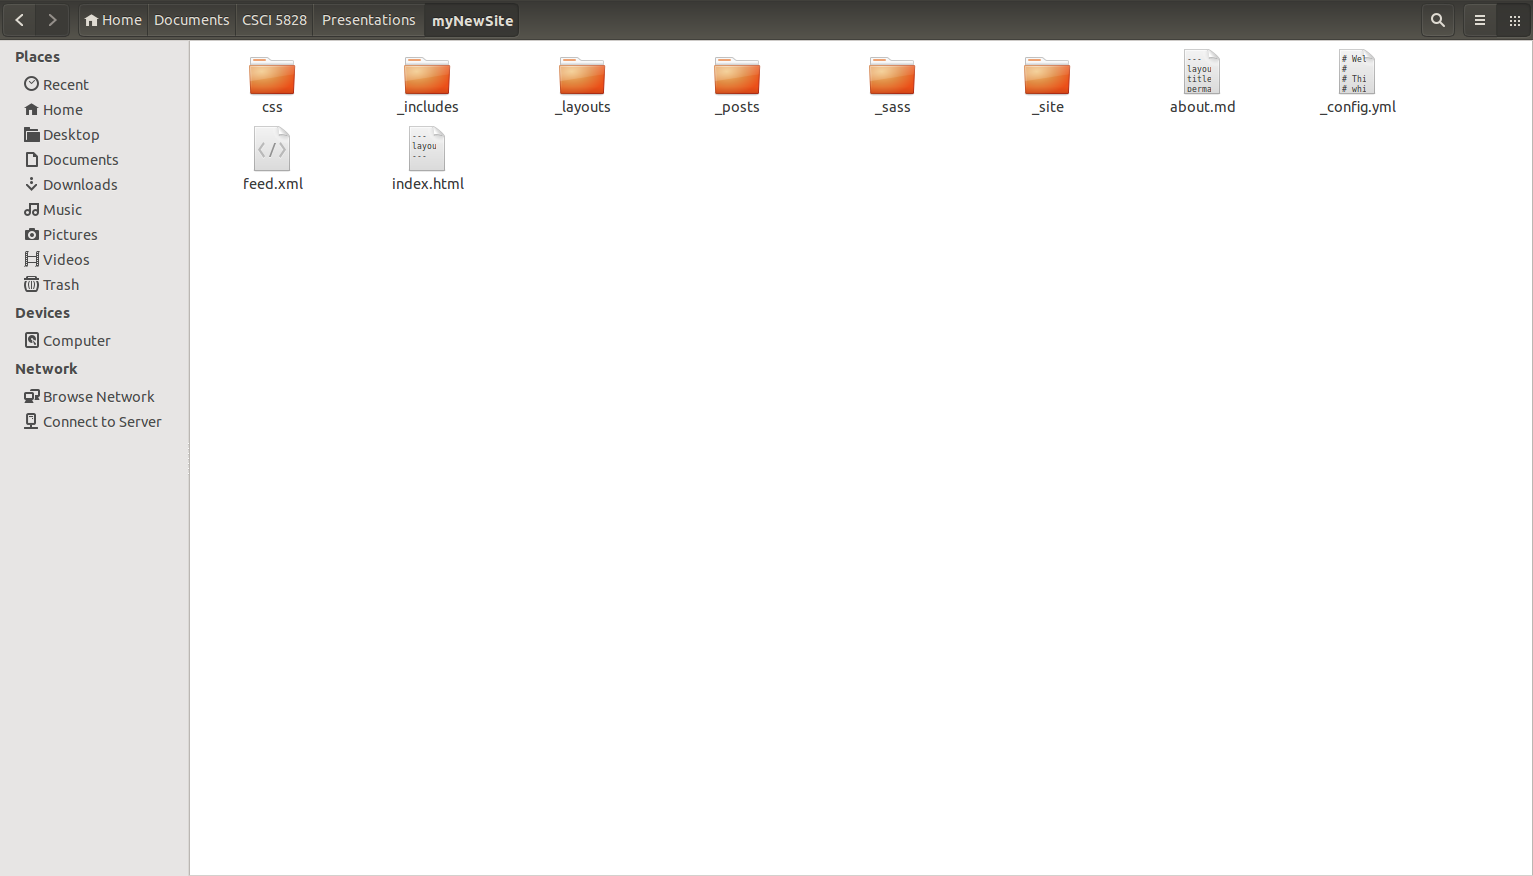 Home Documents CSCI 5828 Presentations myNewSite
Places
Recent
Home
Desktop
Documents
Downloads
Music
Pictures
Videos
Trash
Devices
Computer
Network
Browse Network
Connect to Server
---
layou
title
perma
# Wel
#
# Thi
# whi
css _includes _layouts _posts _sass _site about.md _config.yml
</>
---
layou
---
feed.xml index.html